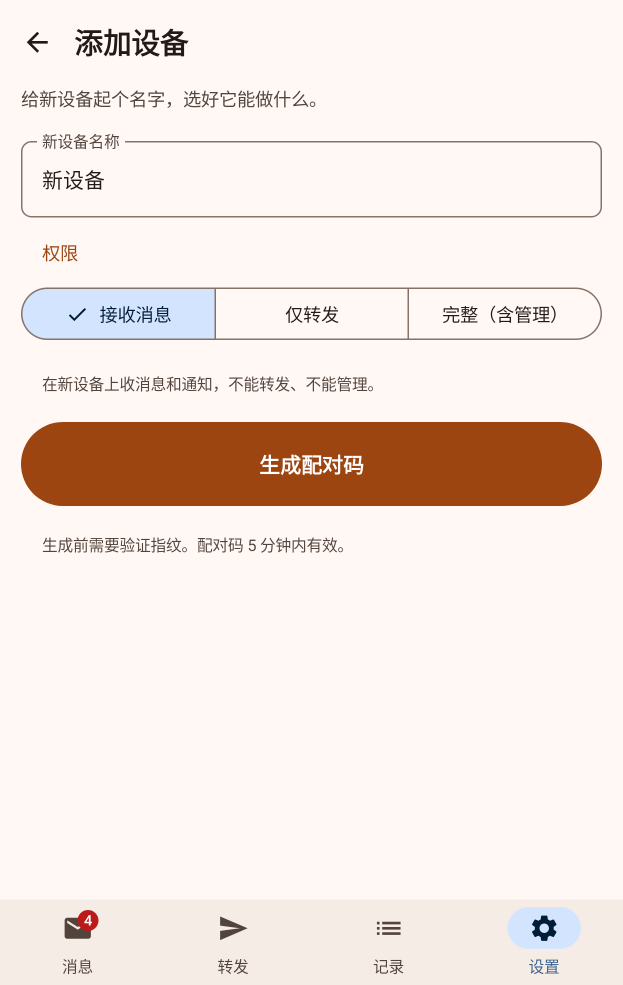 添加设备
给新设备起个名字，选好它能做什么。
新设备名称
新设备
权限
接收消息
仅转发
完整（含管理）
在新设备上收消息和通知，不能转发、不能管理。
生成配对码
生成前需要验证指纹。配对码 5 分钟内有效。
4
消息
转发
记录
设置